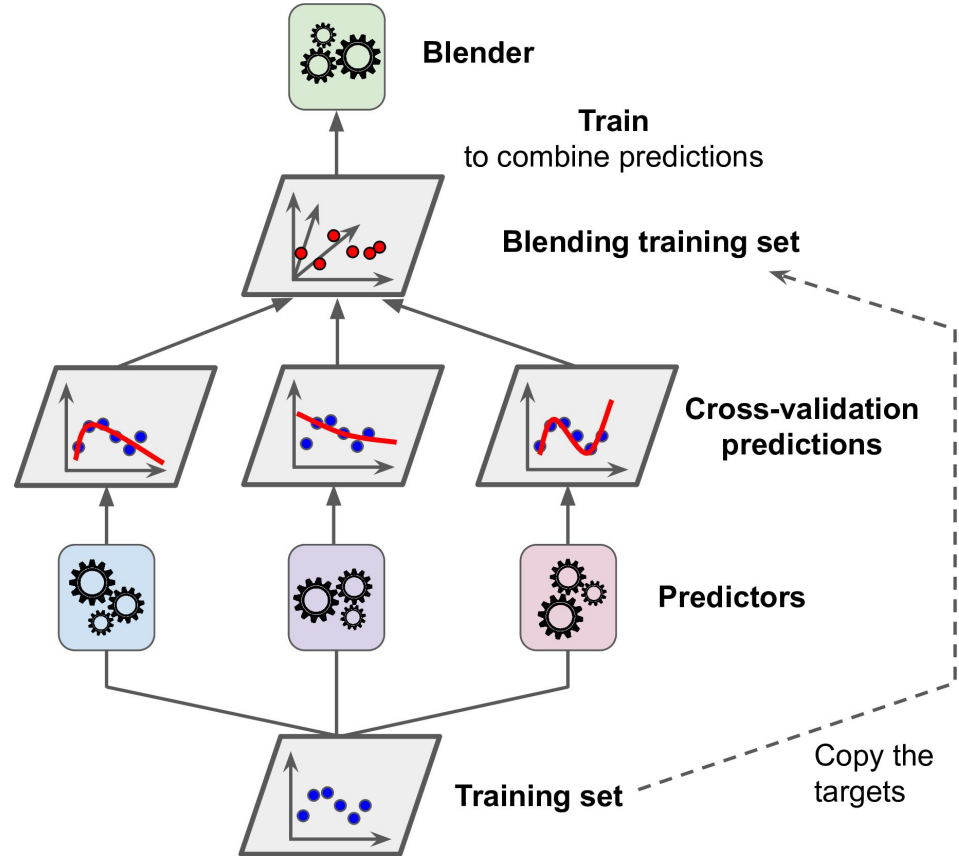 Blender
Train
to combine predictions
Blending training set
Cross-validation
predictions
Predictors
Training set
Copy the
targets